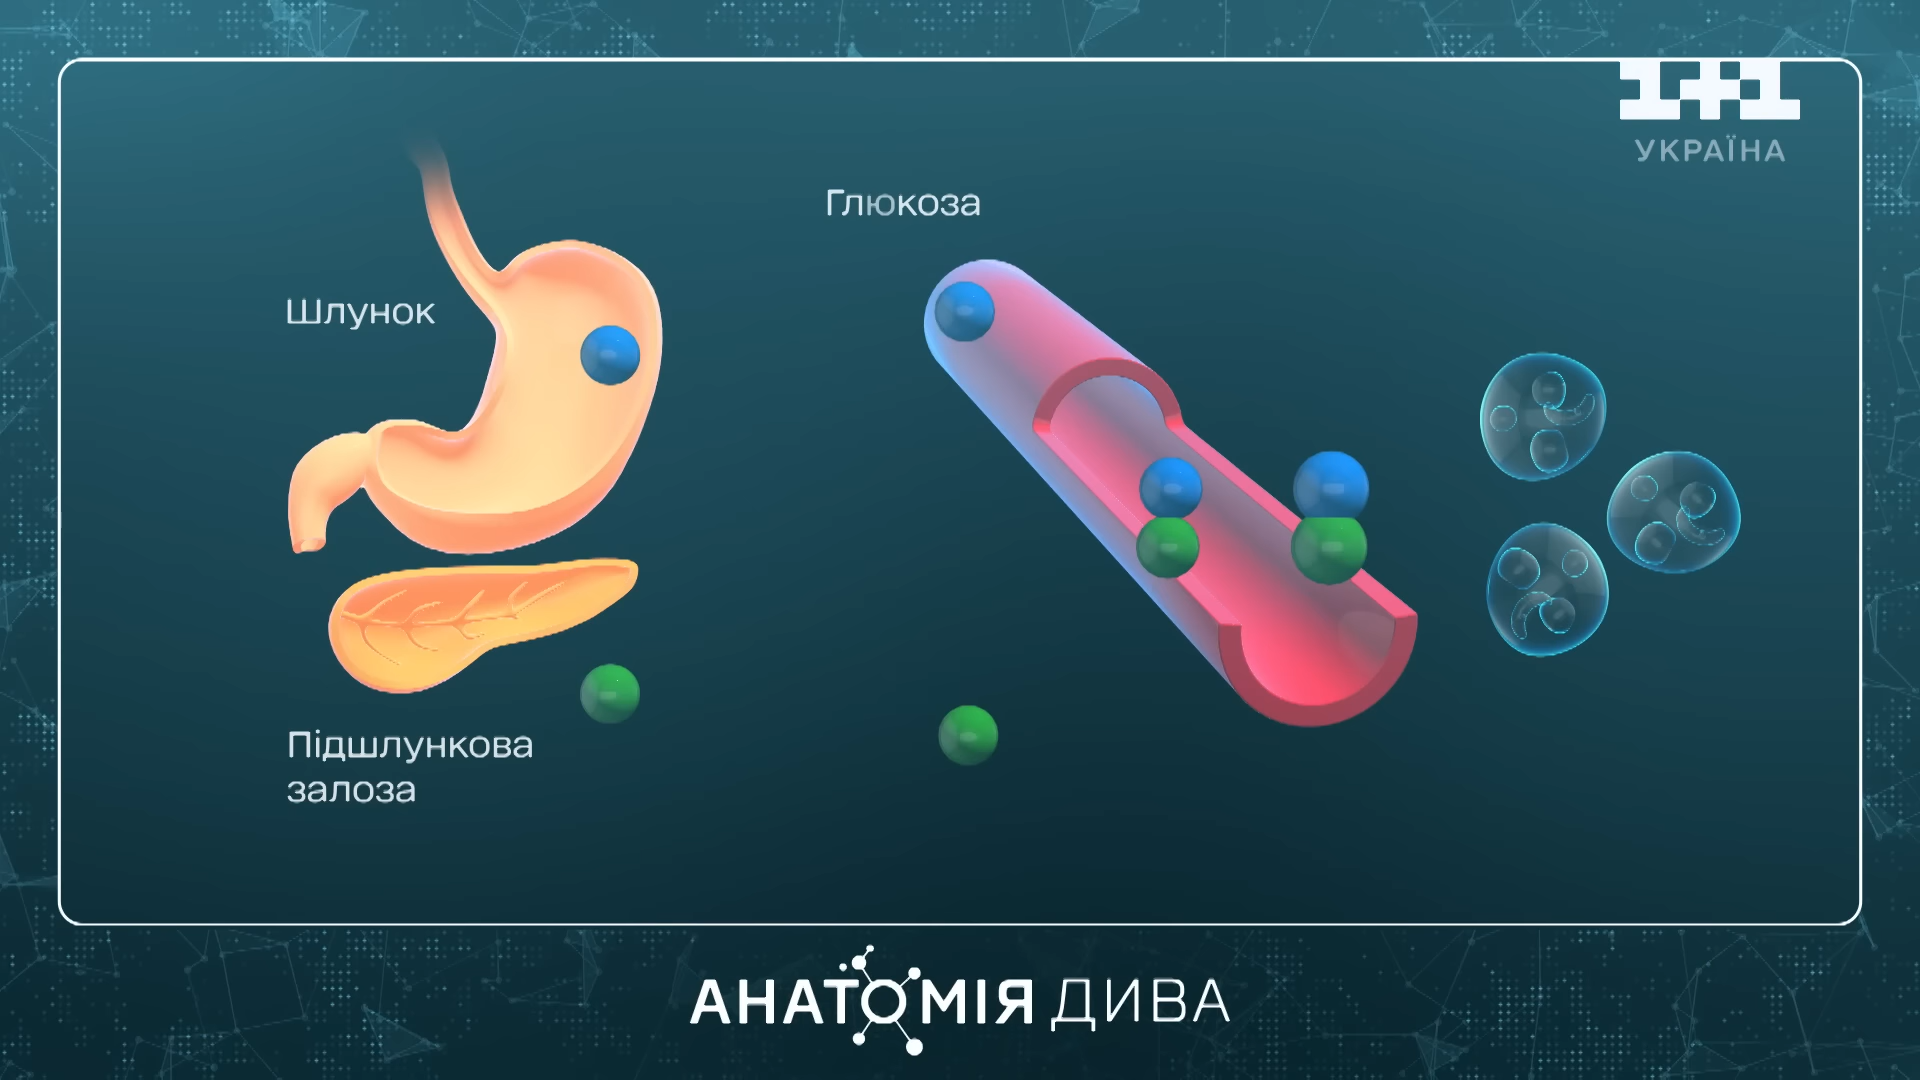 1+1
УКРАЇНА
Глюкоза
Шлунок
Підшлункова
залоза
АНАТОМІЯ ДИВА